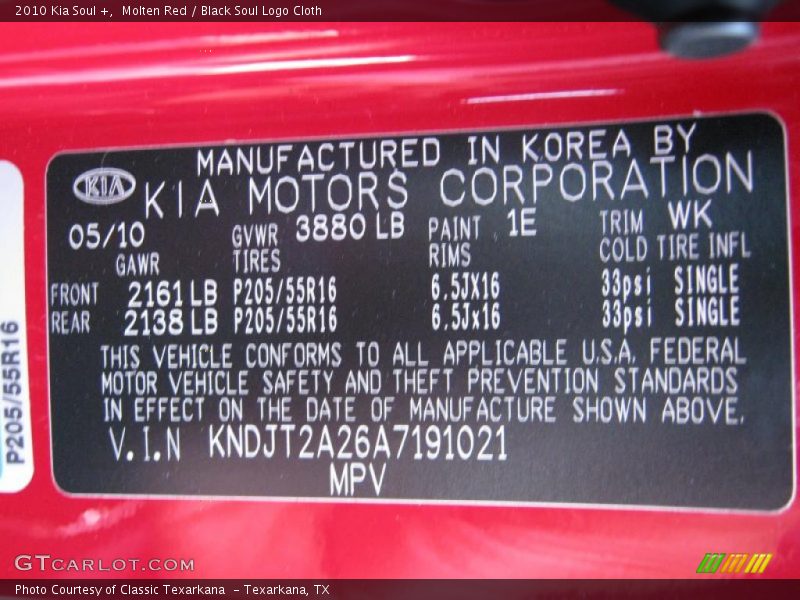 2010 Kia Soul +, Molten Red / Black Soul Logo Cloth
MANUFACTURED IN KOREA BY
KIA KIA MOTORS CORPORATION
05/10 GVWR 3880 LB PAINT 1E TRIM WK
GAWR TIRES RIMS COLD TIRE INFL
FRONT 2161 LB P205/55R16 6.5JX16 33psi SINGLE
REAR 2138 LB P205/55R16 6.5Jx16 33psi SINGLE
THIS VEHICLE CONFORMS TO ALL APPLICABLE U.S.A. FEDERAL
MOTOR VEHICLE SAFETY AND THEFT PREVENTION STANDARDS
IN EFFECT ON THE DATE OF MANUFACTURE SHOWN ABOVE.
V.I.N KNDJT2A26A7191021
MPV
P205/55R16
GTCARLOT.COM
Photo Courtesy of Classic Texarkana - Texarkana, TX